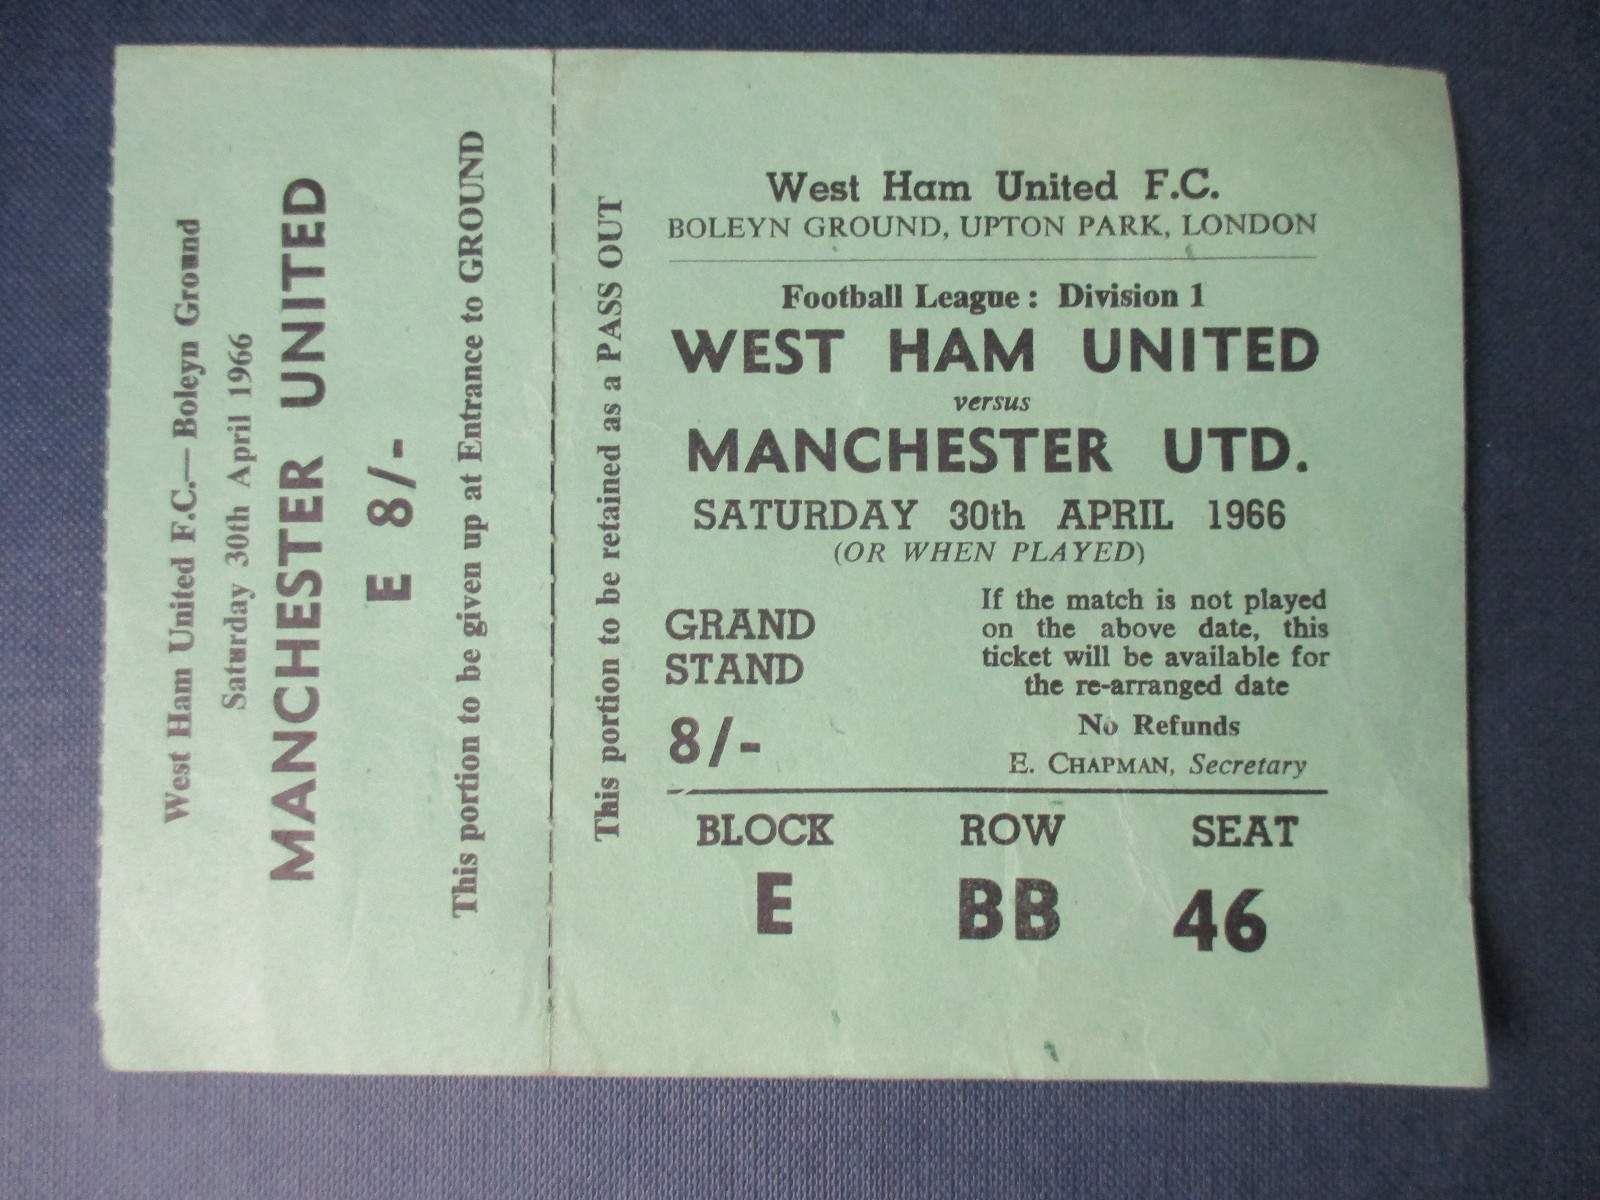 West Ham United F.C.— Boleyn Ground
Saturday 30th April 1966
MANCHESTER UNITED
E 8/-
This portion to be given up at Entrance to GROUND
This portion to be retained as a PASS OUT
West Ham United F.C.
BOLEYN GROUND, UPTON PARK, LONDON
Football League : Division 1
WEST HAM UNITED
versus
MANCHESTER UTD.
SATURDAY 30th APRIL 1966
(OR WHEN PLAYED)
GRAND
STAND
8/-
If the match is not played
on the above date, this
ticket will be available for
the re-arranged date
No Refunds
E. CHAPMAN, Secretary
BLOCK ROW SEAT
E BB 46